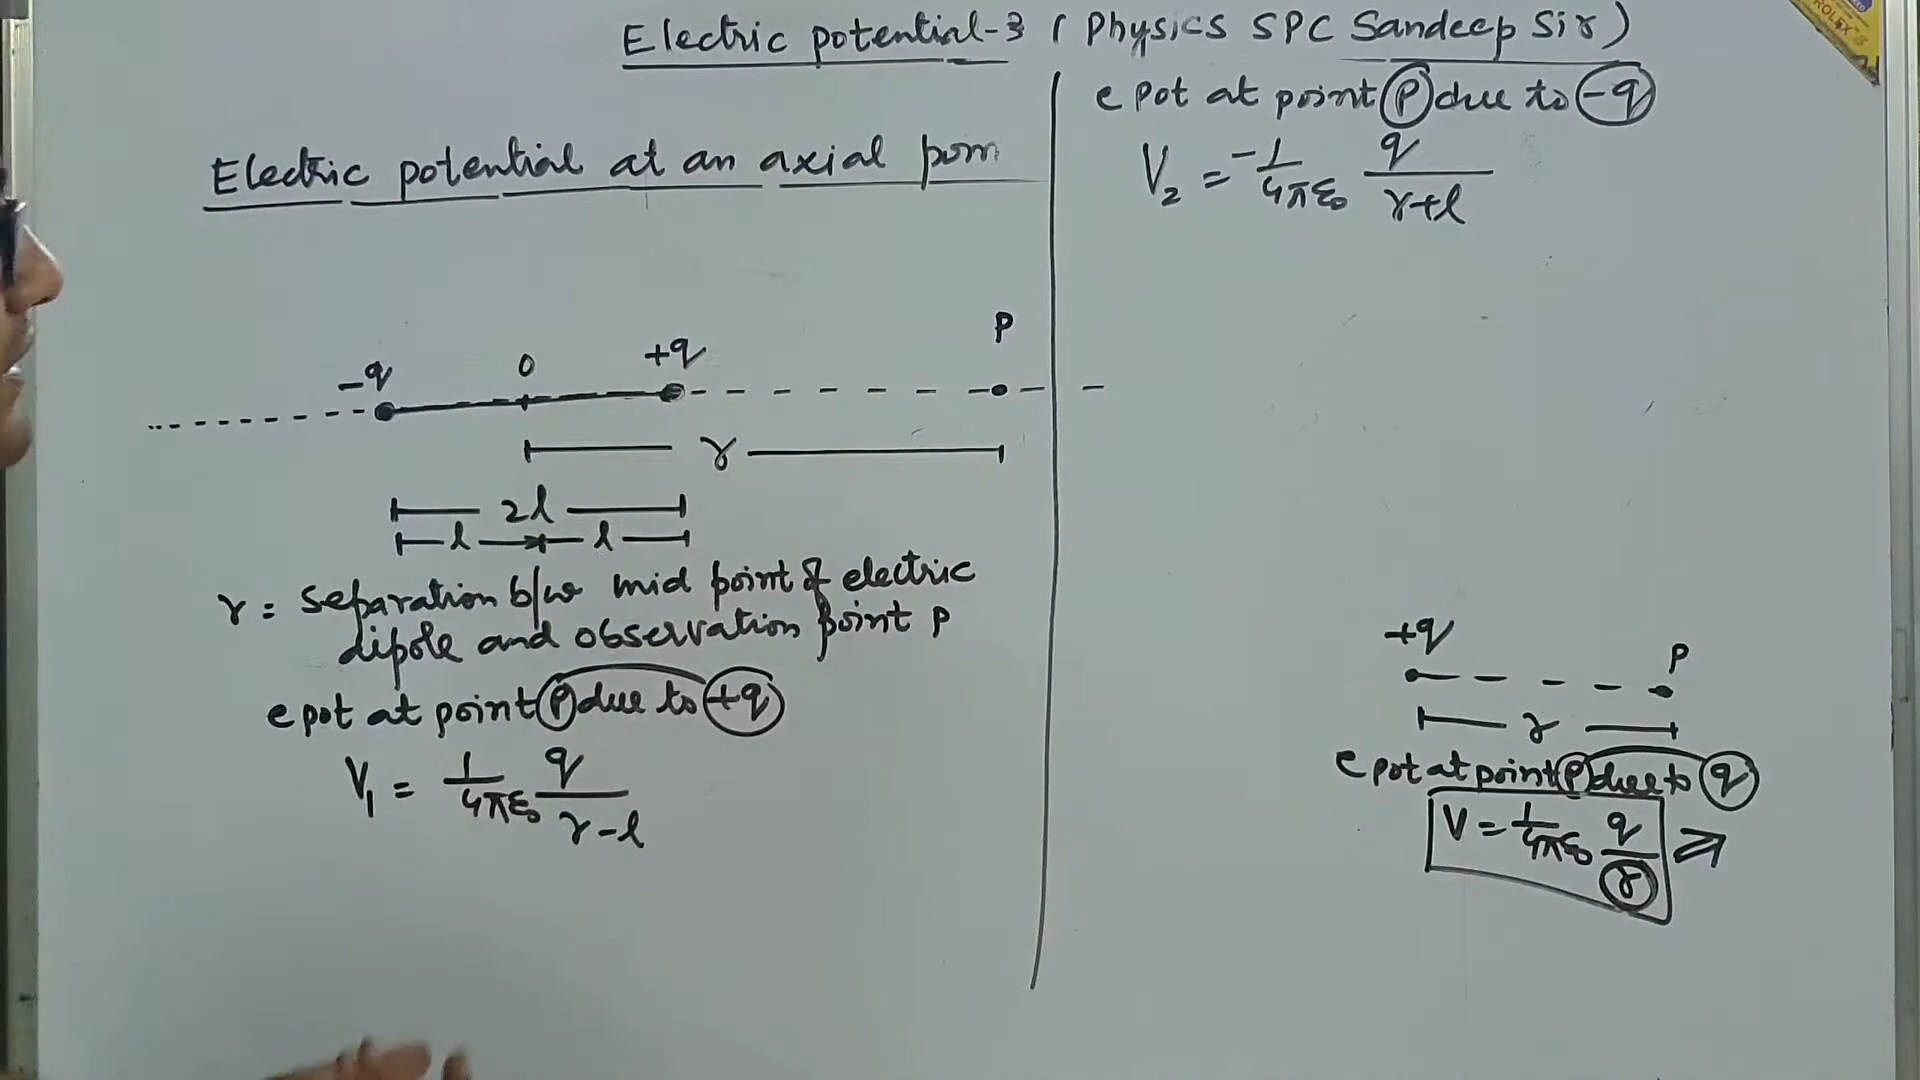 Electric potential-3 ( Physics SPC Sandeep Sir )
Electric potential at an axial
-q O +q P
r
2l
l l
r = separation b/w mid point of electric
dipole and observation point P
e pot at point P due to +q
V₁ = 1/4πε₀ q/r-l
e pot at point P due to -q
V₂ = -1/4πε₀ q/r+l
+q P
r
e pot at point P due to q
V = 1/4πε₀ q/r